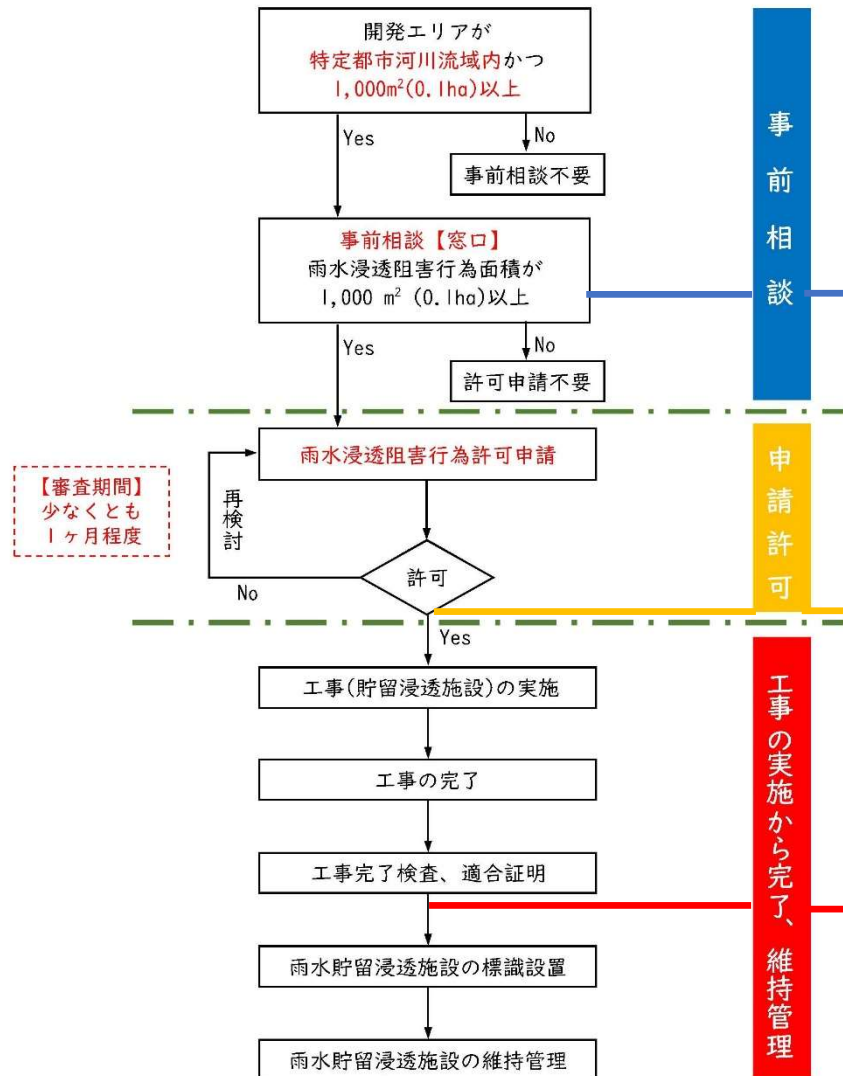 開発エリアが
特定都市河川流域内かつ
1,000m²(0.1ha)以上
Yes
No
事前相談不要
事前相談【窓口】
雨水浸透阻害行為面積が
1,000 m² (0.1ha)以上
Yes
No
許可申請不要
事前相談
雨水浸透阻害行為許可申請
【審査期間】
少なくとも
1ヶ月程度
再検討
許可
No
Yes
申請許可
工事(貯留浸透施設)の実施
工事の完了
工事完了検査、適合証明
雨水貯留浸透施設の標識設置
雨水貯留浸透施設の維持管理
工事の実施から完了、維持管理